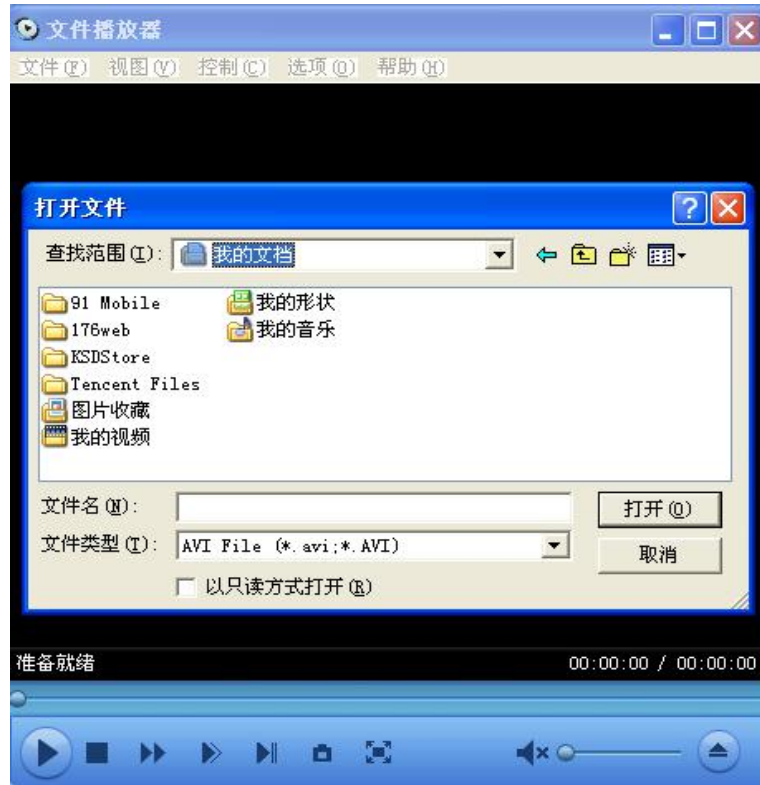 文件播放器
文件(F) 视图(V) 控制(C) 选项(O) 帮助(H)
打开文件
查找范围(I): 我的文档
91 Mobile
176web
KSDStore
Tencent Files
图片收藏
我的视频
我的形状
我的音乐
文件名(N):
打开(O)
文件类型(T): AVI File (*.avi;*.AVI)
取消
以只读方式打开(R)
准备就绪 00:00:00 / 00:00:00